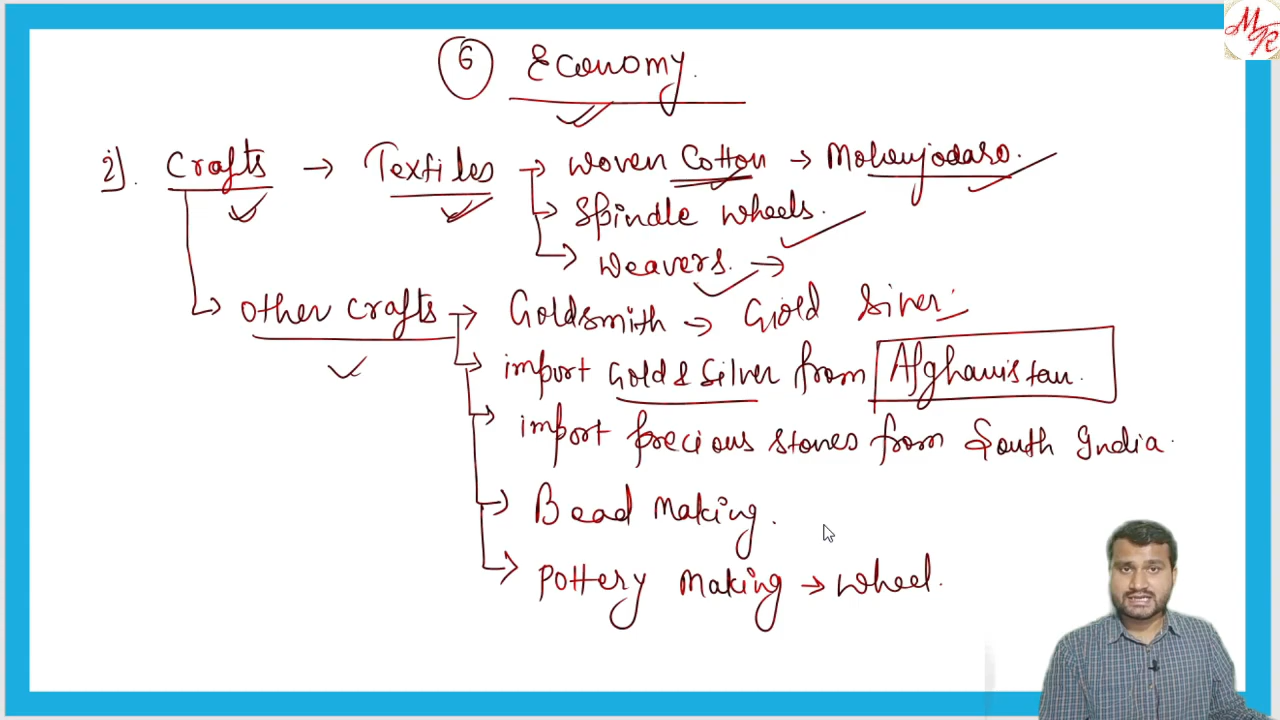 6 Economy.
i). Crafts → Textiles → woven Cotton → Mohenjodaro.
→ Spindle wheels.
→ Weavers. →
→ other crafts → Goldsmith → Gold Silver
→ import Gold & Silver from Afghanistan.
→ import precious stones from South India.
→ Bead Making.
→ Pottery Making → wheel.
MR